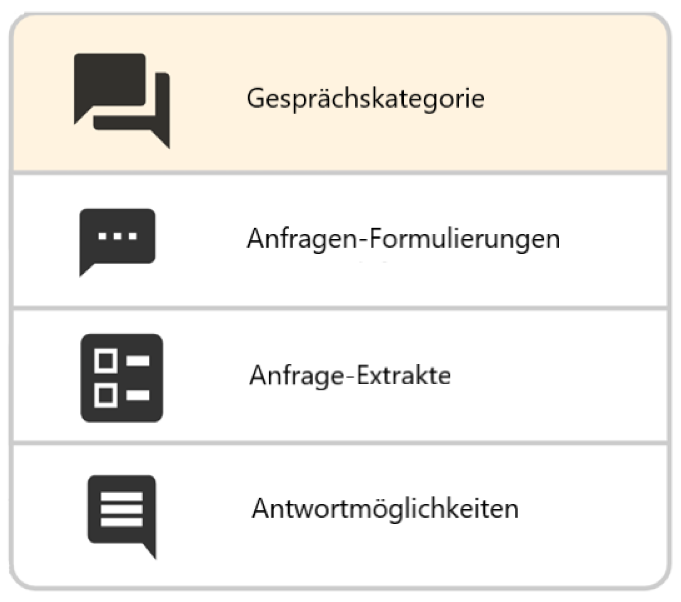 Gesprächskategorie
Anfragen-Formulierungen
Anfrage-Extrakte
Antwortmöglichkeiten